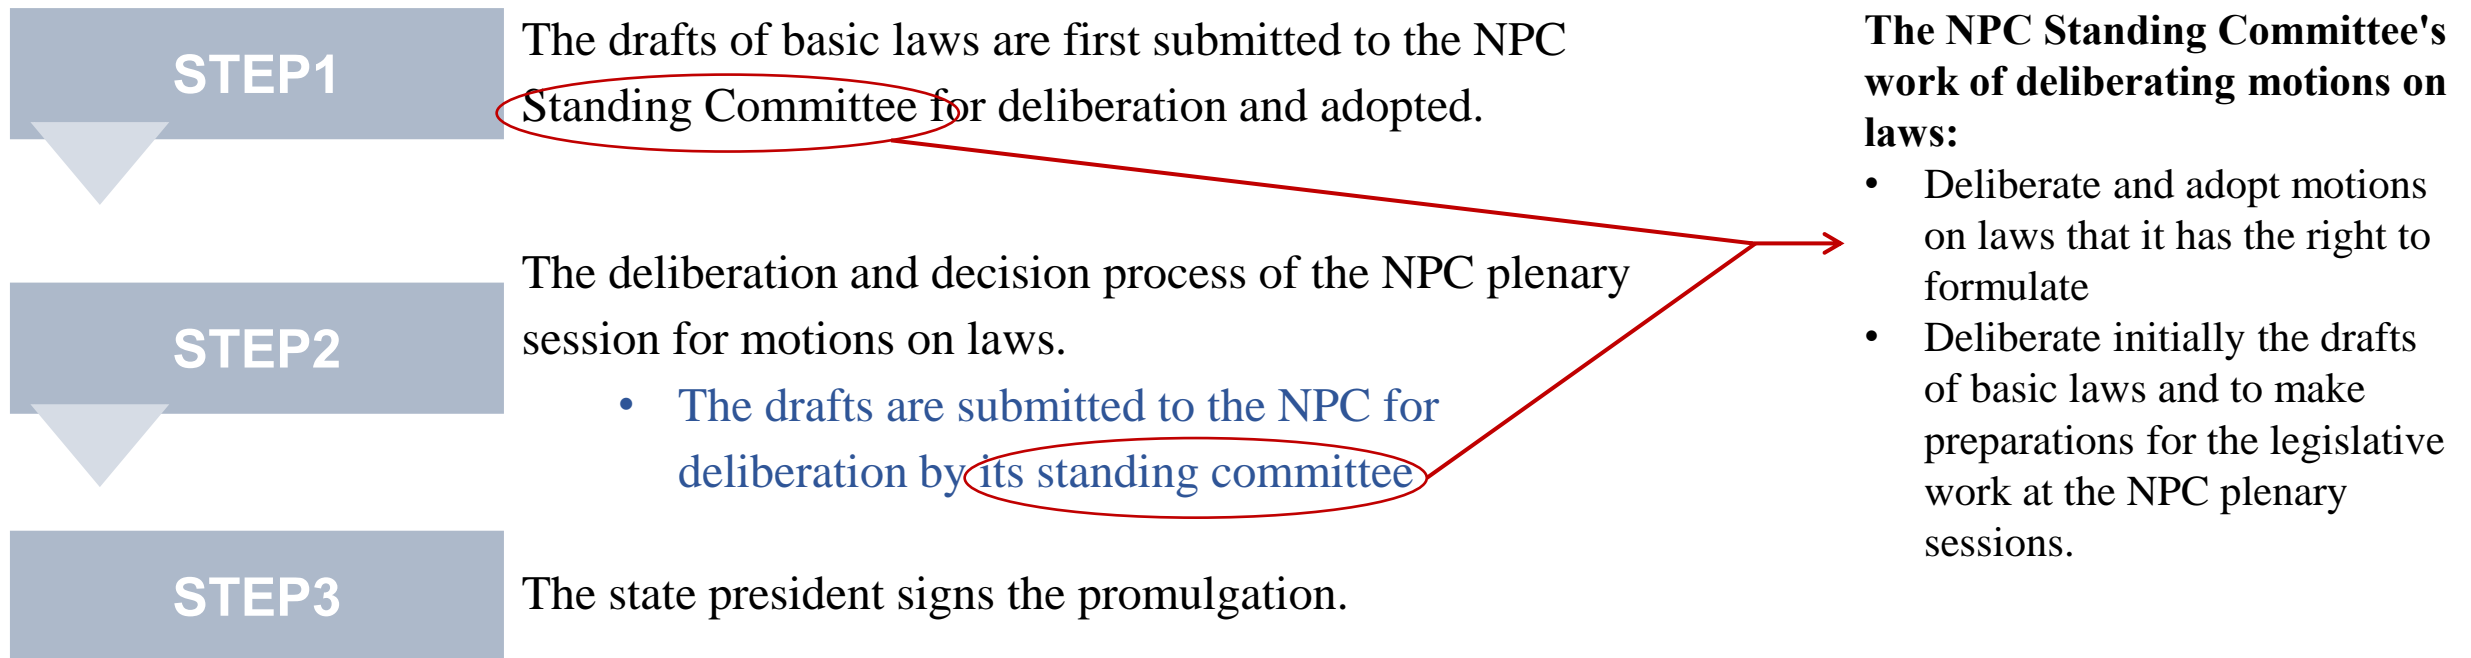 STEP1
The drafts of basic laws are first submitted to the NPC
Standing Committee for deliberation and adopted.
STEP2
The deliberation and decision process of the NPC plenary
session for motions on laws.
• The drafts are submitted to the NPC for
deliberation by its standing committee
STEP3
The state president signs the promulgation.
The NPC Standing Committee's
work of deliberating motions on
laws:
• Deliberate and adopt motions
on laws that it has the right to
formulate
• Deliberate initially the drafts
of basic laws and to make
preparations for the legislative
work at the NPC plenary
sessions.